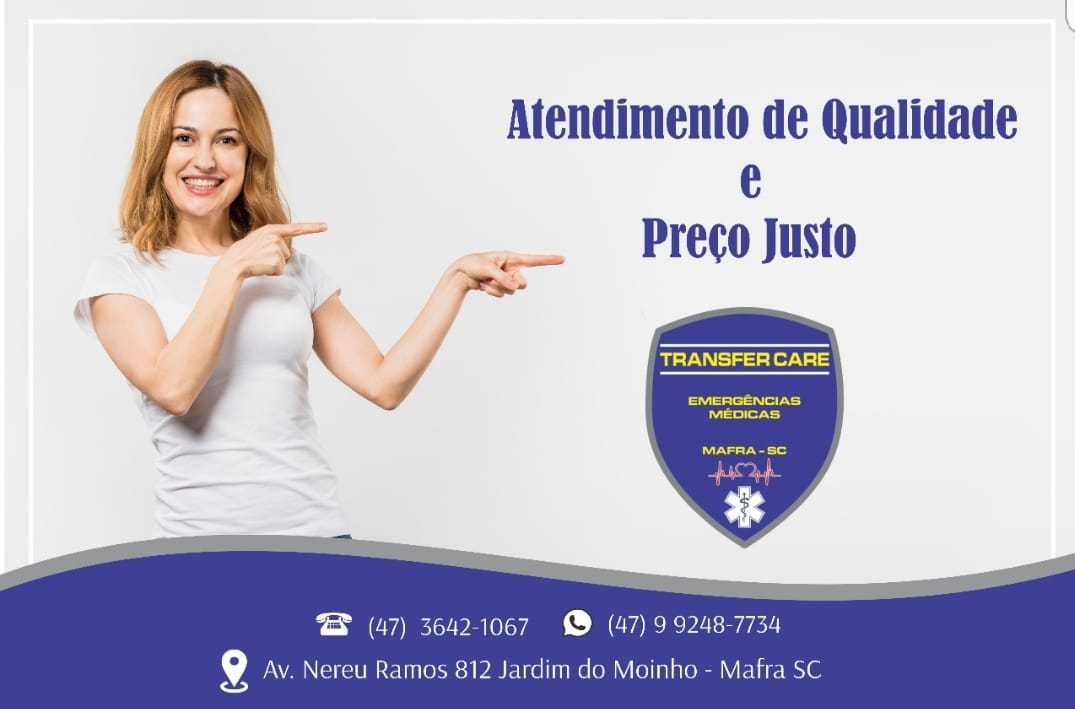 Atendimento de Qualidade
e
Preço Justo
TRANSFER CARE
EMERGÊNCIAS
MÉDICAS
MAFRA - SC
(47) 3642-1067
(47) 9 9248-7734
Av. Nereu Ramos 812 Jardim do Moinho - Mafra SC